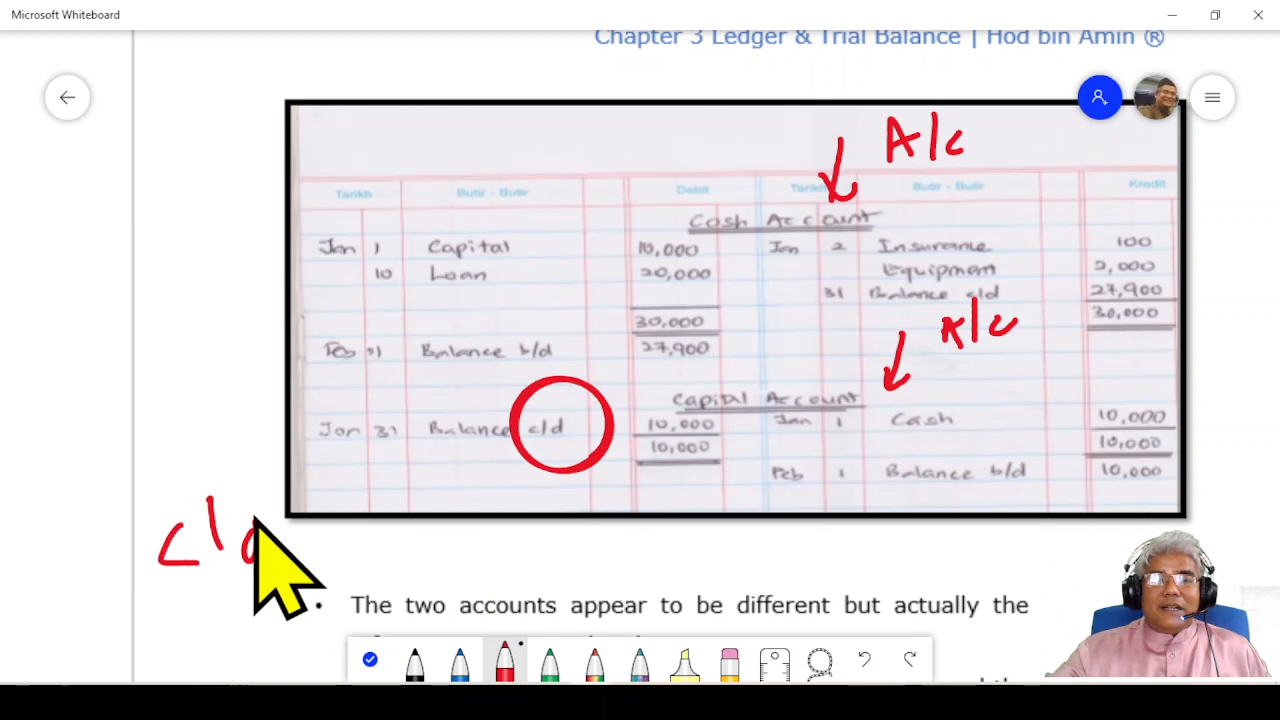 Microsoft Whiteboard
Chapter 3 Ledger & Trial Balance | Hod bin Amin ®
A/c
Tarikh Butir - Butir Debit Tarikh Butir - Butir Kredit
Cash Account
Jan 1 Capital 10,000 Jan 2 Insurance 100
10 Loan 20,000 Equipment 2,000
31 Balance c/d 27,900
30,000 30,000
A/c
Feb 1 Balance b/d 27,900
Capital Account
Jan 31 Balance c/d 10,000 Jan 1 Cash 10,000
10,000 10,000
Feb 1 Balance b/d 10,000
c/d
• The two accounts appear to be different but actually the